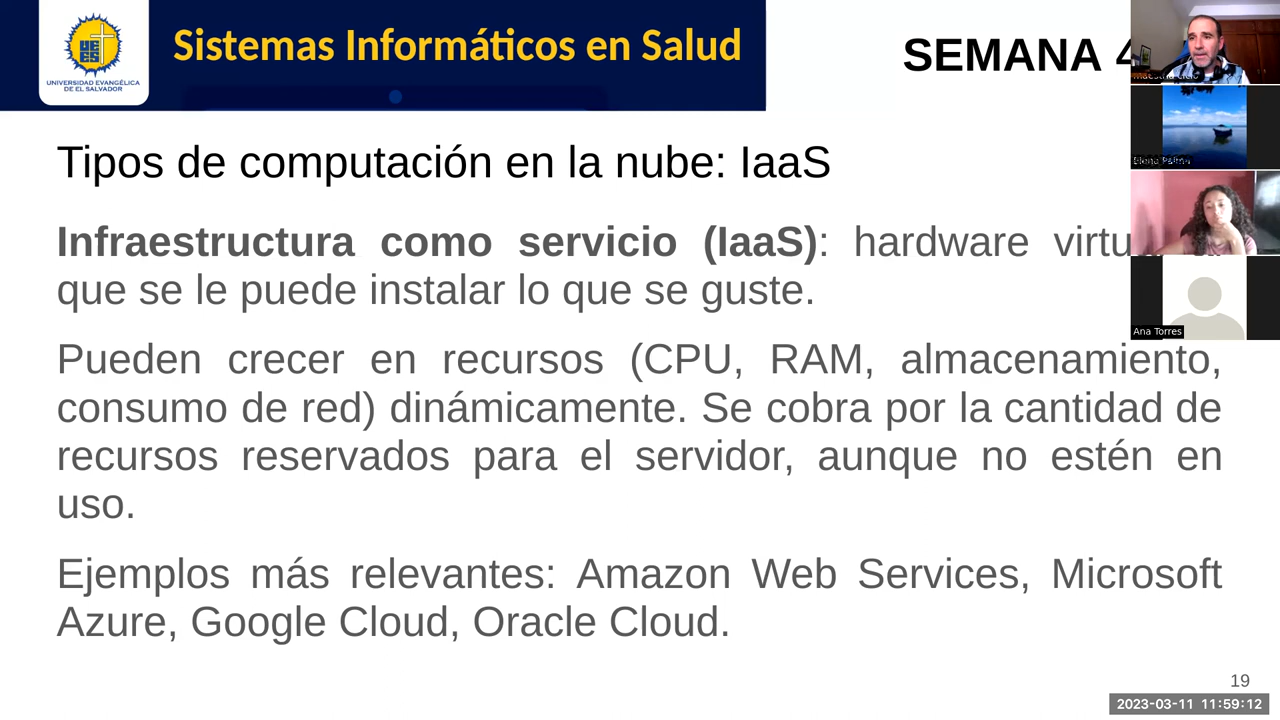 UNIVERSIDAD EVANGÉLICA
DE EL SALVADOR
Sistemas Informáticos en Salud
SEMANA 4
Tipos de computación en la nube: IaaS
Infraestructura como servicio (IaaS): hardware
que se le puede instalar lo que se guste.
Pueden crecer en recursos (CPU, RAM, almacenamiento,
consumo de red) dinámicamente. Se cobra por la cantidad de
recursos reservados para el servidor, aunque no estén en
uso.
Ejemplos más relevantes: Amazon Web Services, Microsoft
Azure, Google Cloud, Oracle Cloud.
Ana Torres
19
2023-03-11 11:59:12